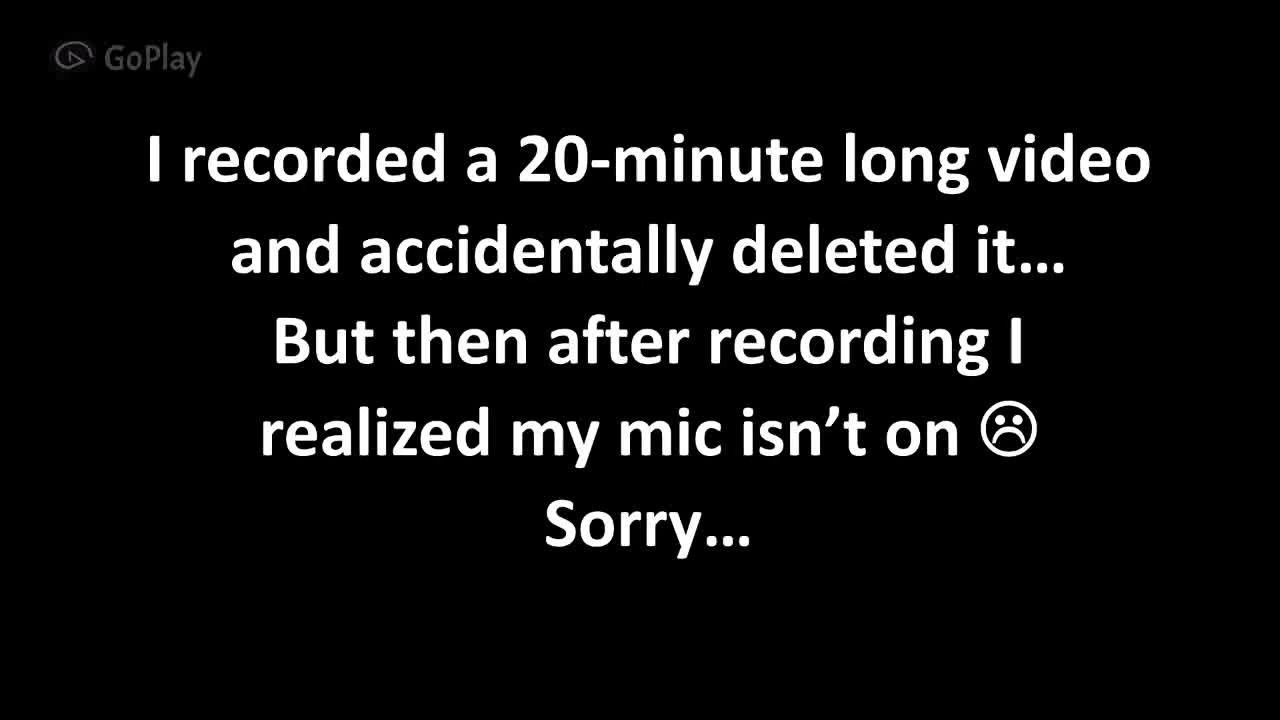 GoPlay
I recorded a 20-minute long video
and accidentally deleted it…
But then after recording I
realized my mic isn’t on ☹
Sorry…